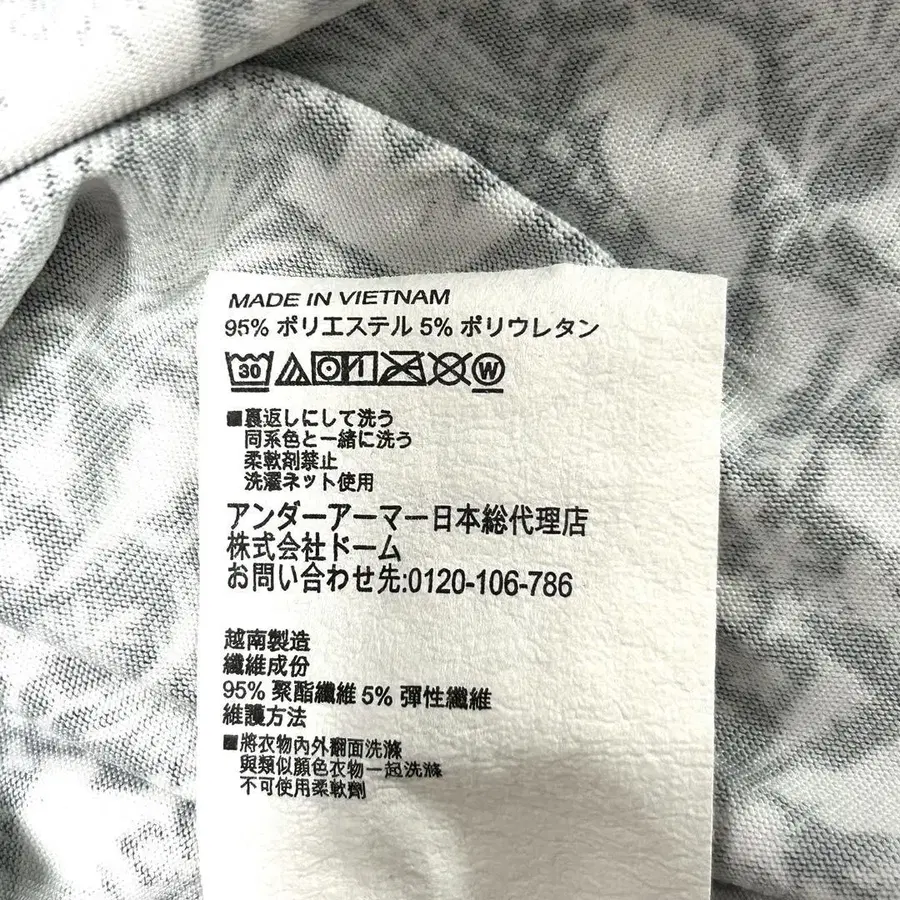 MADE IN VIETNAM
95% ポリエステル 5% ポリウレタン
30 W
■裏返しにして洗う
同系色と一緒に洗う
柔軟剤禁止
洗濯ネット使用
アンダーアーマー日本総代理店
株式会社ドーム
お問い合わせ先:0120-106-786
越南製造
纖維成份
95% 聚酯纖維 5% 彈性纖維
維護方法
■將衣物內外翻面洗滌
與類似顏色衣物一起洗滌
不可使用柔軟劑